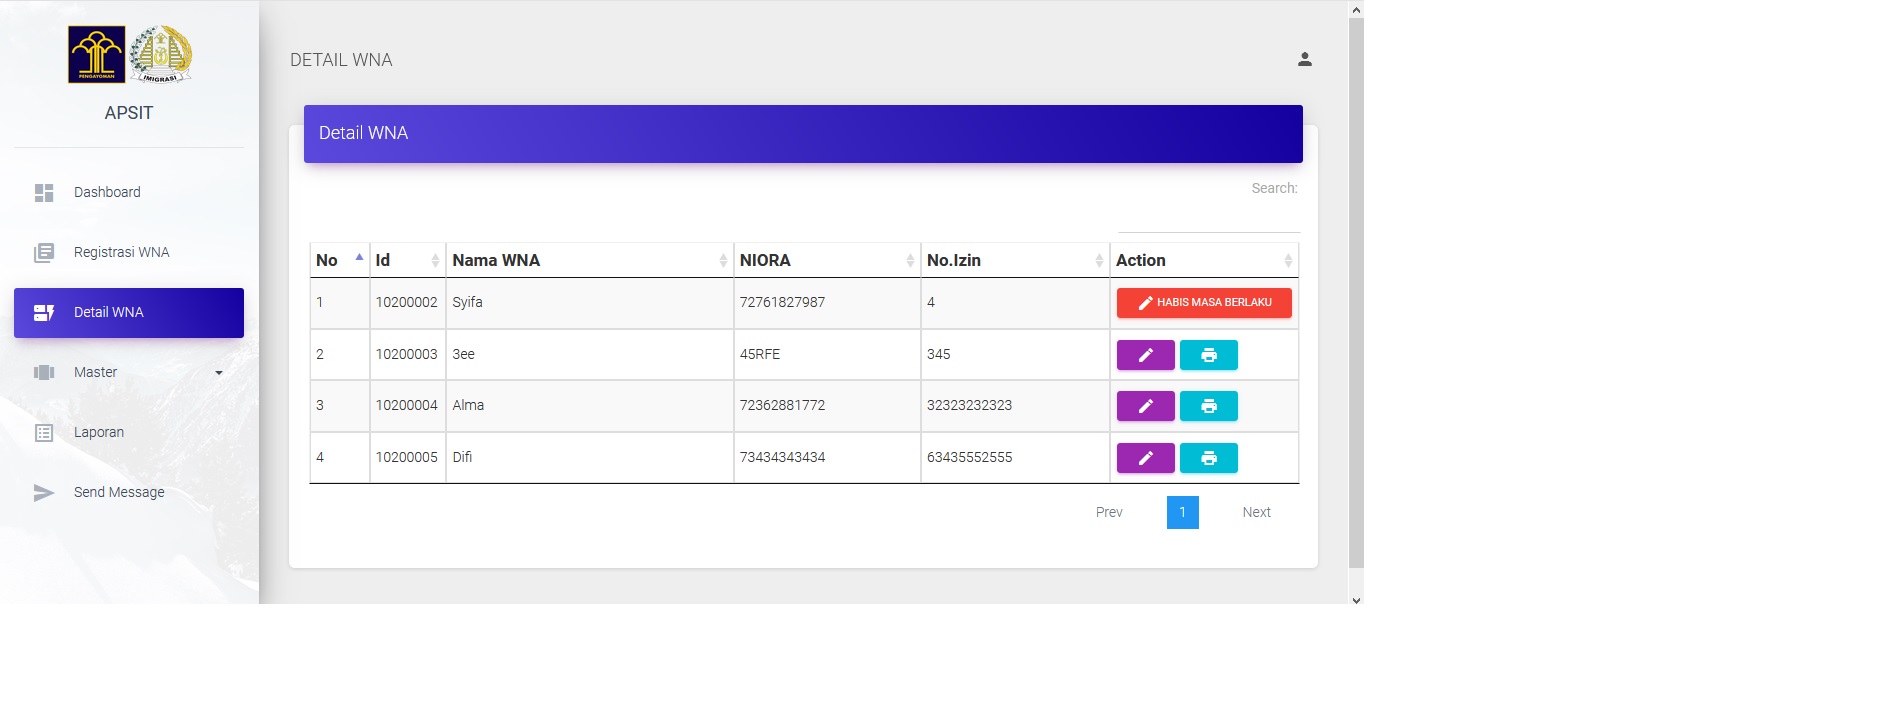 PENGAYOMAN
IMIGRASI
APSIT
Dashboard
Registrasi WNA
Detail WNA
Master
Laporan
Send Message
DETAIL WNA
Detail WNA
Search:
No Id Nama WNA NIORA No.Izin Action
1 10200002 Syifa 72761827987 4 HABIS MASA BERLAKU
2 10200003 3ee 45RFE 345
3 10200004 Alma 72362881772 32323232323
4 10200005 Difi 73434343434 63435552555
Prev 1 Next